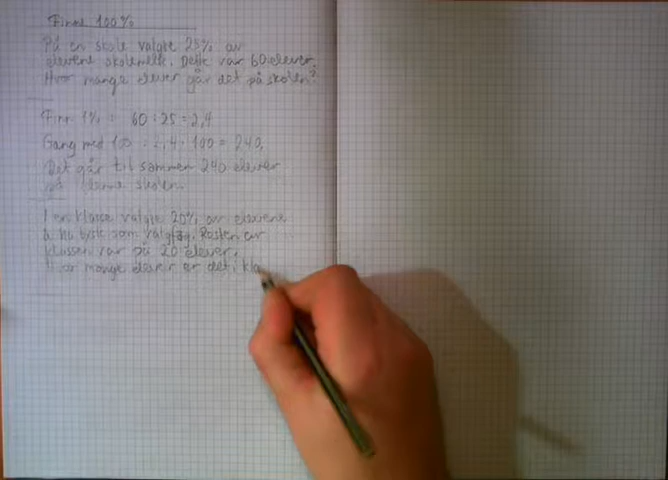 Finne 100%
På en skole valgte 25% av
elevene skolemelk. Dette var 60 elever.
Hvor mange elever går det på skolen?
Finn 1% : 60 : 25 = 2,4
Gang med 100 : 2,4 · 100 = 240.
Det går til sammen 240 elever
på denne skolen.
I en klasse valgte 20% av elevene
å ha som valgfag. Resten av
klassen var på 20 elever.
Hvor mange elever er det i kla